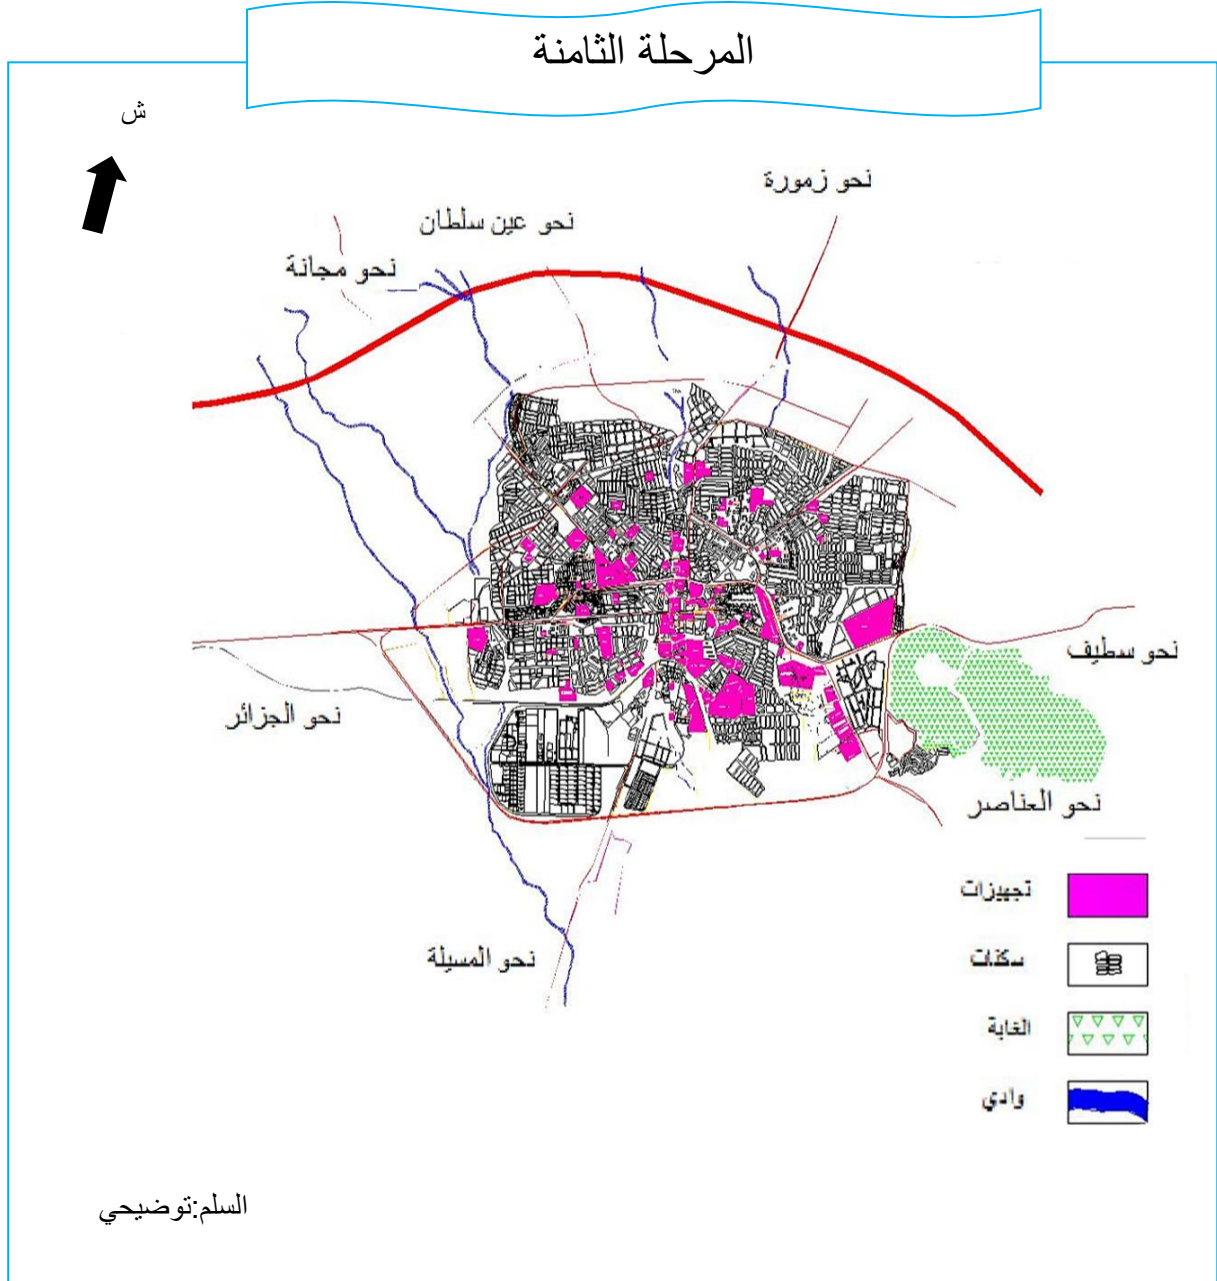 المرحلة الثامنة
ش
نحو زمورة
نحو عين سلطان
نحو مجانة
نحو سطيف
نحو الجزائر
نحو العناصر
تجهيزات
نحو المسيلة
سكنات
الغابة
وادي
السلم:توضيحي